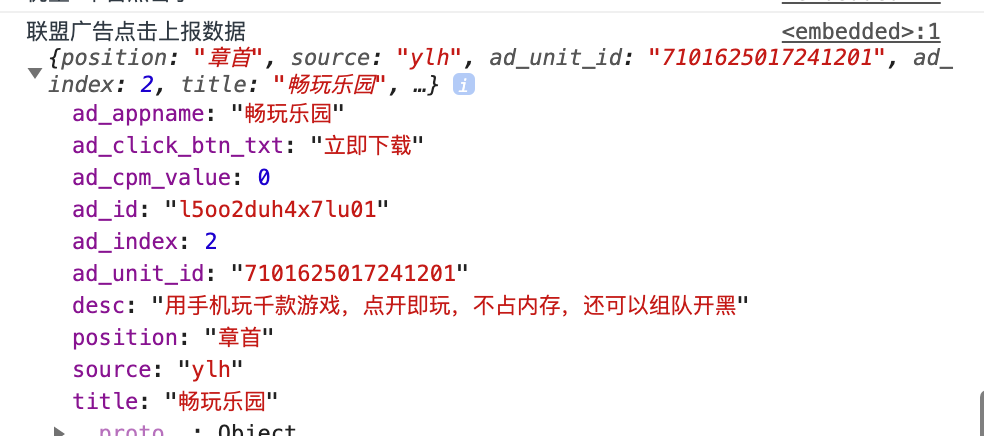 联盟广告点击上报数据 <embedded>:1
{position: "章首", source: "ylh", ad_unit_id: "7101625017241201", ad_
index: 2, title: "畅玩乐园", …} i
ad_appname: "畅玩乐园"
ad_click_btn_txt: "立即下载"
ad_cpm_value: 0
ad_id: "l5oo2duh4x7lu01"
ad_index: 2
ad_unit_id: "7101625017241201"
desc: "用手机玩千款游戏，点开即玩，不占内存，还可以组队开黑"
position: "章首"
source: "ylh"
title: "畅玩乐园"
__proto__: Object